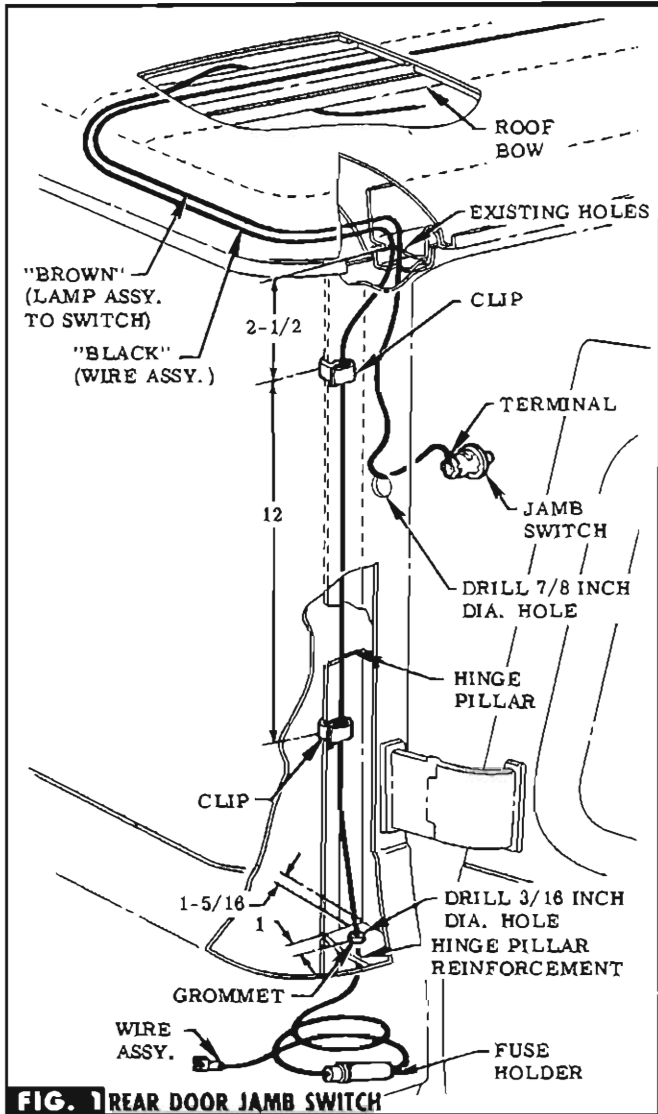 ROOF
BOW
EXISTING HOLES
"BROWN"
(LAMP ASSY.
TO SWITCH)
2-1/2
CLIP
"BLACK"
(WIRE ASSY.)
TERMINAL
JAMB
SWITCH
12
DRILL 7/8 INCH
DIA. HOLE
HINGE
PILLAR
CLIP
1-5/16
DRILL 3/16 INCH
DIA. HOLE
1
HINGE PILLAR
REINFORCEMENT
GROMMET
WIRE
ASSY.
FUSE
HOLDER
FIG. 1 REAR DOOR JAMB SWITCH